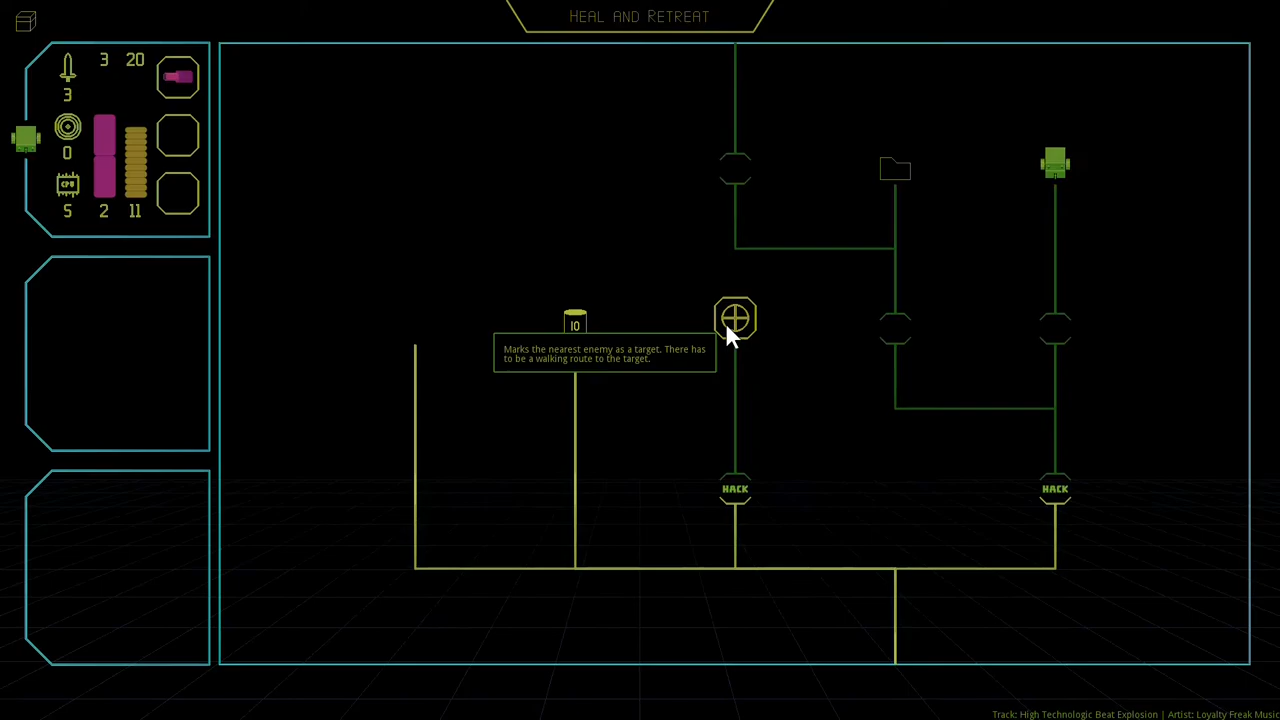 HEAL AND RETREAT
3 20
3
0
CPU
5 2 11
10
Marks the nearest enemy as a target. There has
to be a walking route to the target.
HACK HACK
Track: High Technologic Beat Explosion | Artist: Loyalty Freak Music